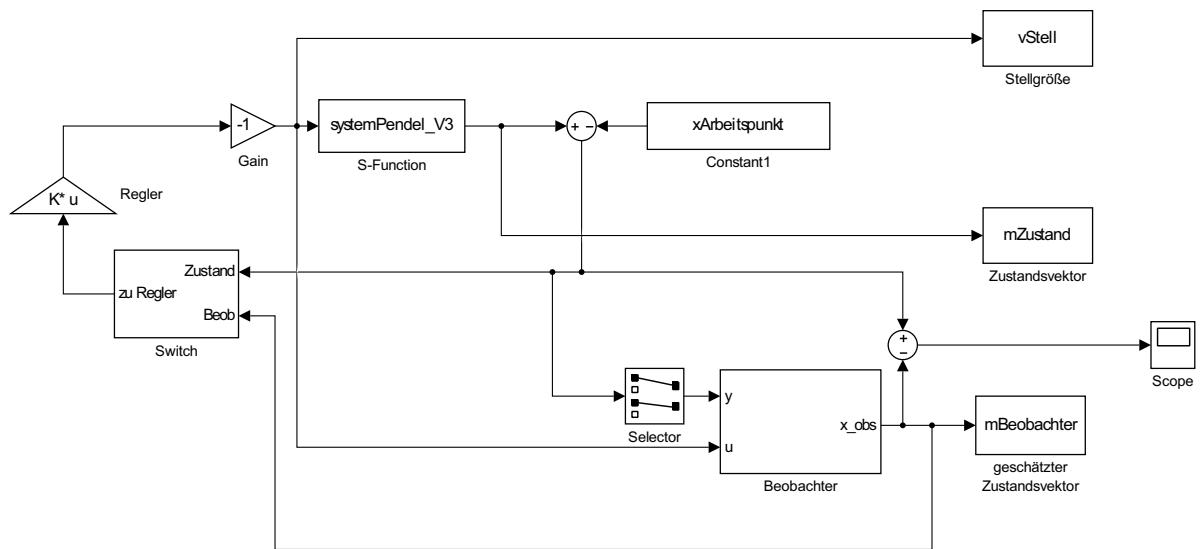 vStell
Stellgröße
-1
Gain
systemPendel_V3
S-Function
+ −
xArbeitspunkt
Constant1
K* u
Regler
mZustand
Zustandsvektor
Zustand
zu Regler
Beob
Switch
+
−
Scope
Selector
y
u
x_obs
Beobachter
mBeobachter
geschätzter
Zustandsvektor